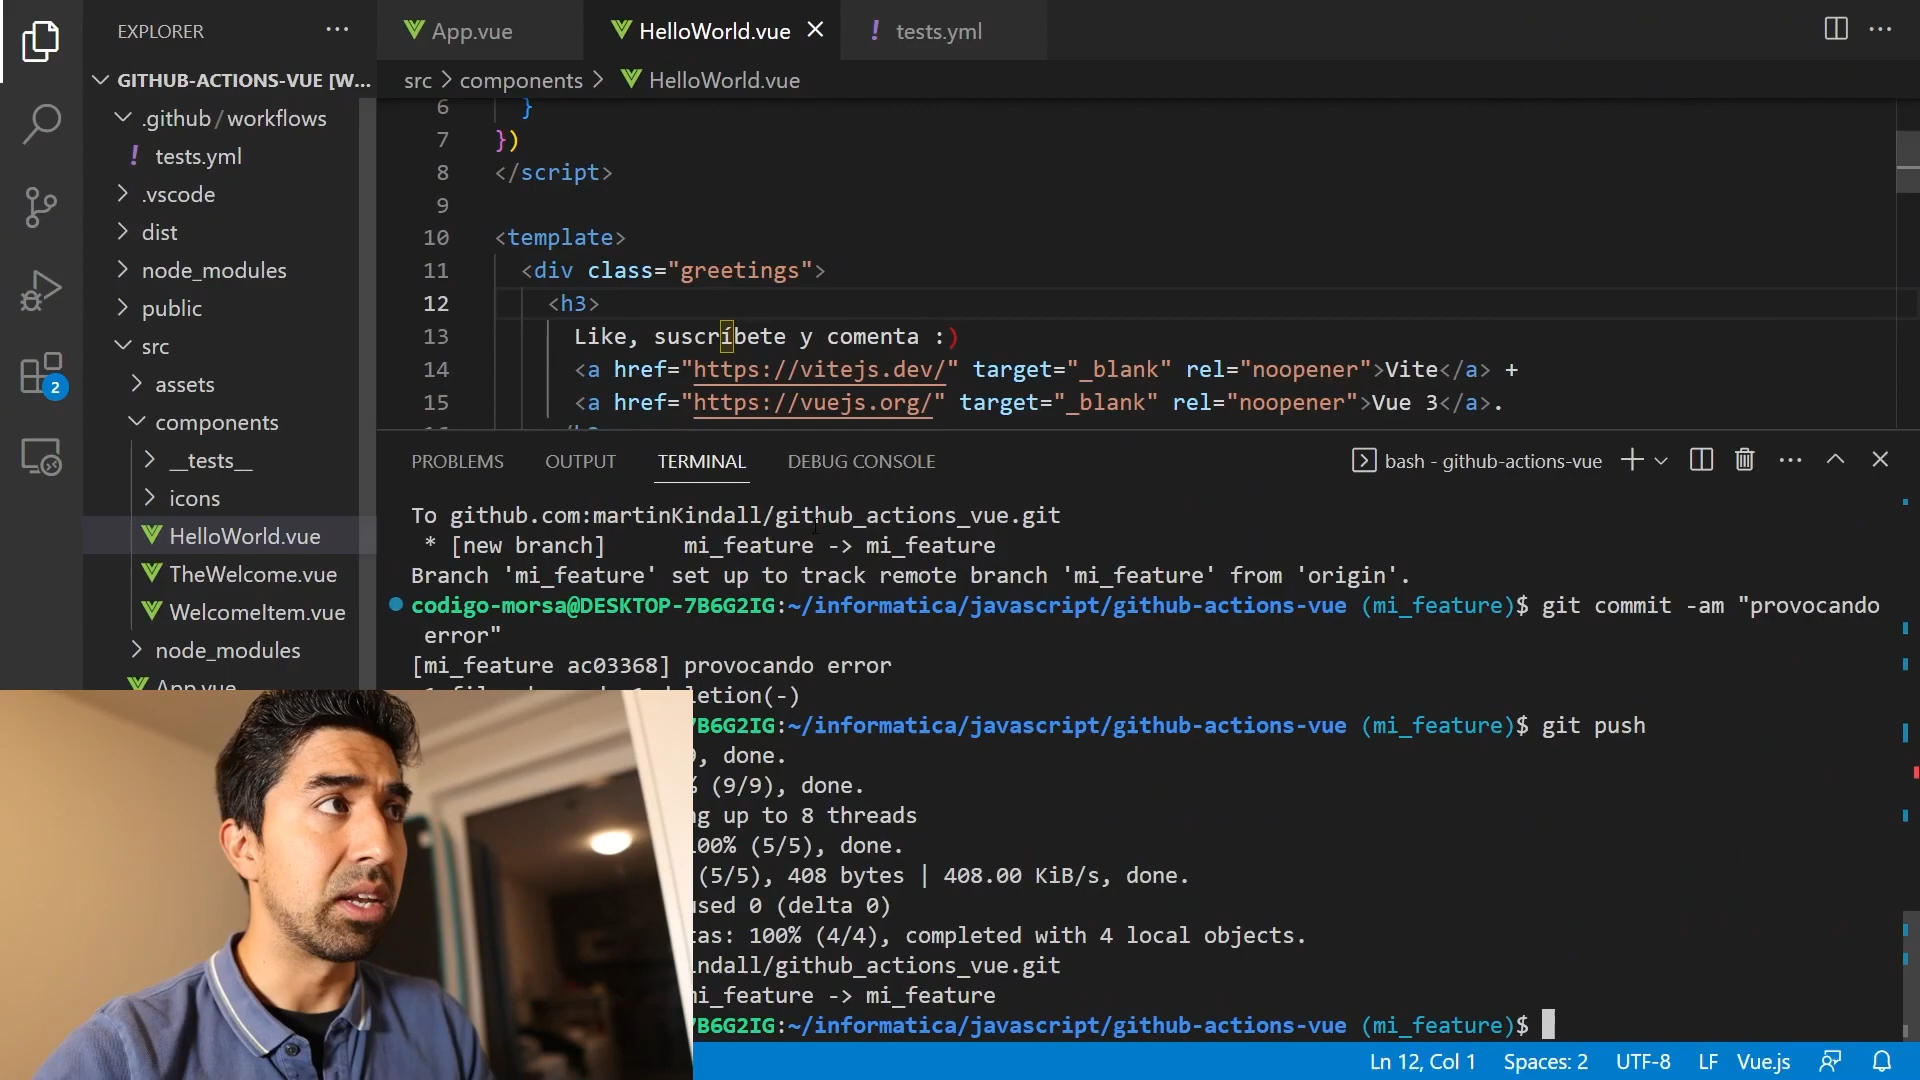 EXPLORER
App.vue
HelloWorld.vue
! tests.yml
GITHUB-ACTIONS-VUE [W...
.github/workflows
! tests.yml
.vscode
dist
node_modules
public
src
assets
components
__tests__
icons
HelloWorld.vue
TheWelcome.vue
WelcomeItem.vue
node_modules
App.vue
2
src > components > HelloWorld.vue
6 }
7 })
8 </script>
9
10 <template>
11 <div class="greetings">
12 <h3>
13 Like, suscríbete y comenta :)
14 <a href="https://vitejs.dev/" target="_blank" rel="noopener">Vite</a> +
15 <a href="https://vuejs.org/" target="_blank" rel="noopener">Vue 3</a>.
PROBLEMS OUTPUT TERMINAL DEBUG CONSOLE
bash - github-actions-vue
To github.com:martinKindall/github_actions_vue.git
* [new branch] mi_feature -> mi_feature
Branch 'mi_feature' set up to track remote branch 'mi_feature' from 'origin'.
codigo-morsa@DESKTOP-7B6G2IG:~/informatica/javascript/github-actions-vue (mi_feature)$ git commit -am "provocando
error"
[mi_feature ac03368] provocando error
letion(-)
7B6G2IG:~/informatica/javascript/github-actions-vue (mi_feature)$ git push
, done.
(9/9), done.
ng up to 8 threads
100% (5/5), done.
(5/5), 408 bytes | 408.00 KiB/s, done.
used 0 (delta 0)
tas: 100% (4/4), completed with 4 local objects.
ndall/github_actions_vue.git
mi_feature -> mi_feature
7B6G2IG:~/informatica/javascript/github-actions-vue (mi_feature)$
Ln 12, Col 1 Spaces: 2 UTF-8 LF Vue.js